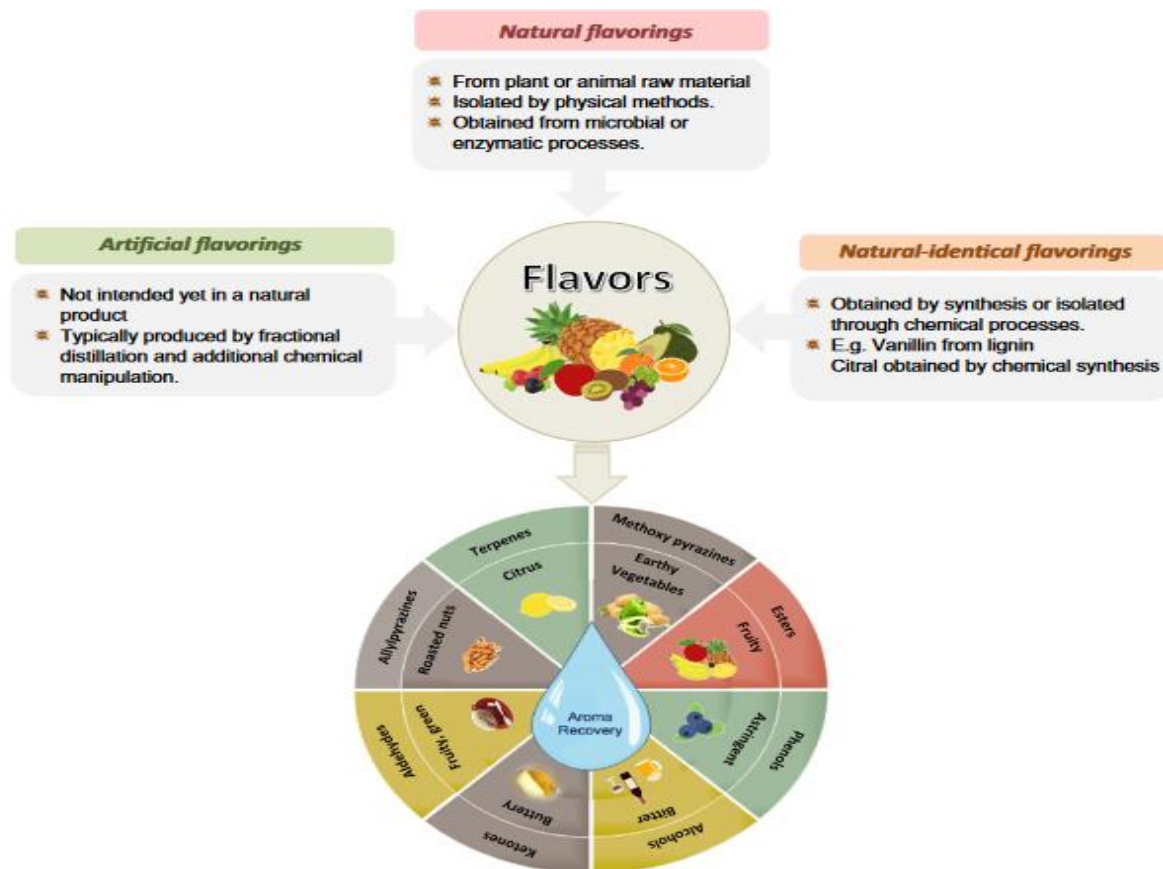 Natural flavorings
From plant or animal raw material
Isolated by physical methods.
Obtained from microbial or
enzymatic processes.
Artificial flavorings
Not intended yet in a natural
product
Typically produced by fractional
distillation and additional chemical
manipulation.
Flavors
Natural-identical flavorings
Obtained by synthesis or isolated
through chemical processes.
E.g. Vanillin from lignin
Citral obtained by chemical synthesis
Terpenes
Citrus
Methoxy pyrazines
Earthy
Vegetables
Esters
Fruity
Phenols
Astringent
Alcohols
Bitter
Ketones
Buttery
Aldehydes
Fruity, green
Allylpyrazines
Roasted nuts
Aroma
Recovery